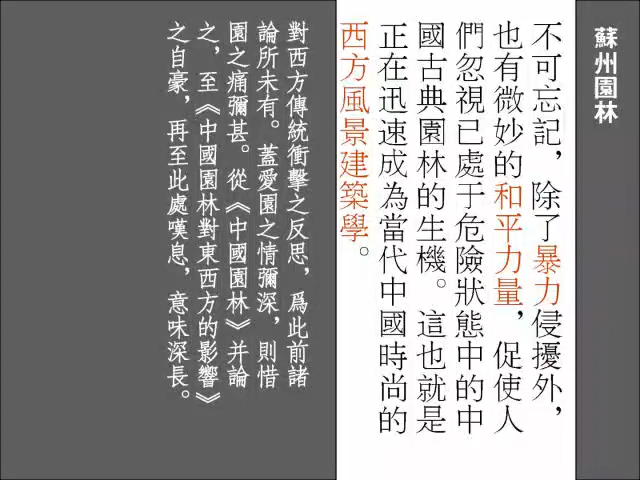 蘇州園林
不可忘記，除了暴力侵擾外，
也有微妙的和平力量，促使人
們忽視已處于危險狀態中的中
國古典園林的生機。這也就是
正在迅速成為當代中國時尚的
西方風景建築學。
對西方傳統衝擊之反思，爲此前諸
論所未有。蓋愛園之情彌深，則惜
園之痛彌甚。從《中國園林》并論
之，至《中國園林對東西方的影響》
之自豪，再至此處嘆息，意味深長。